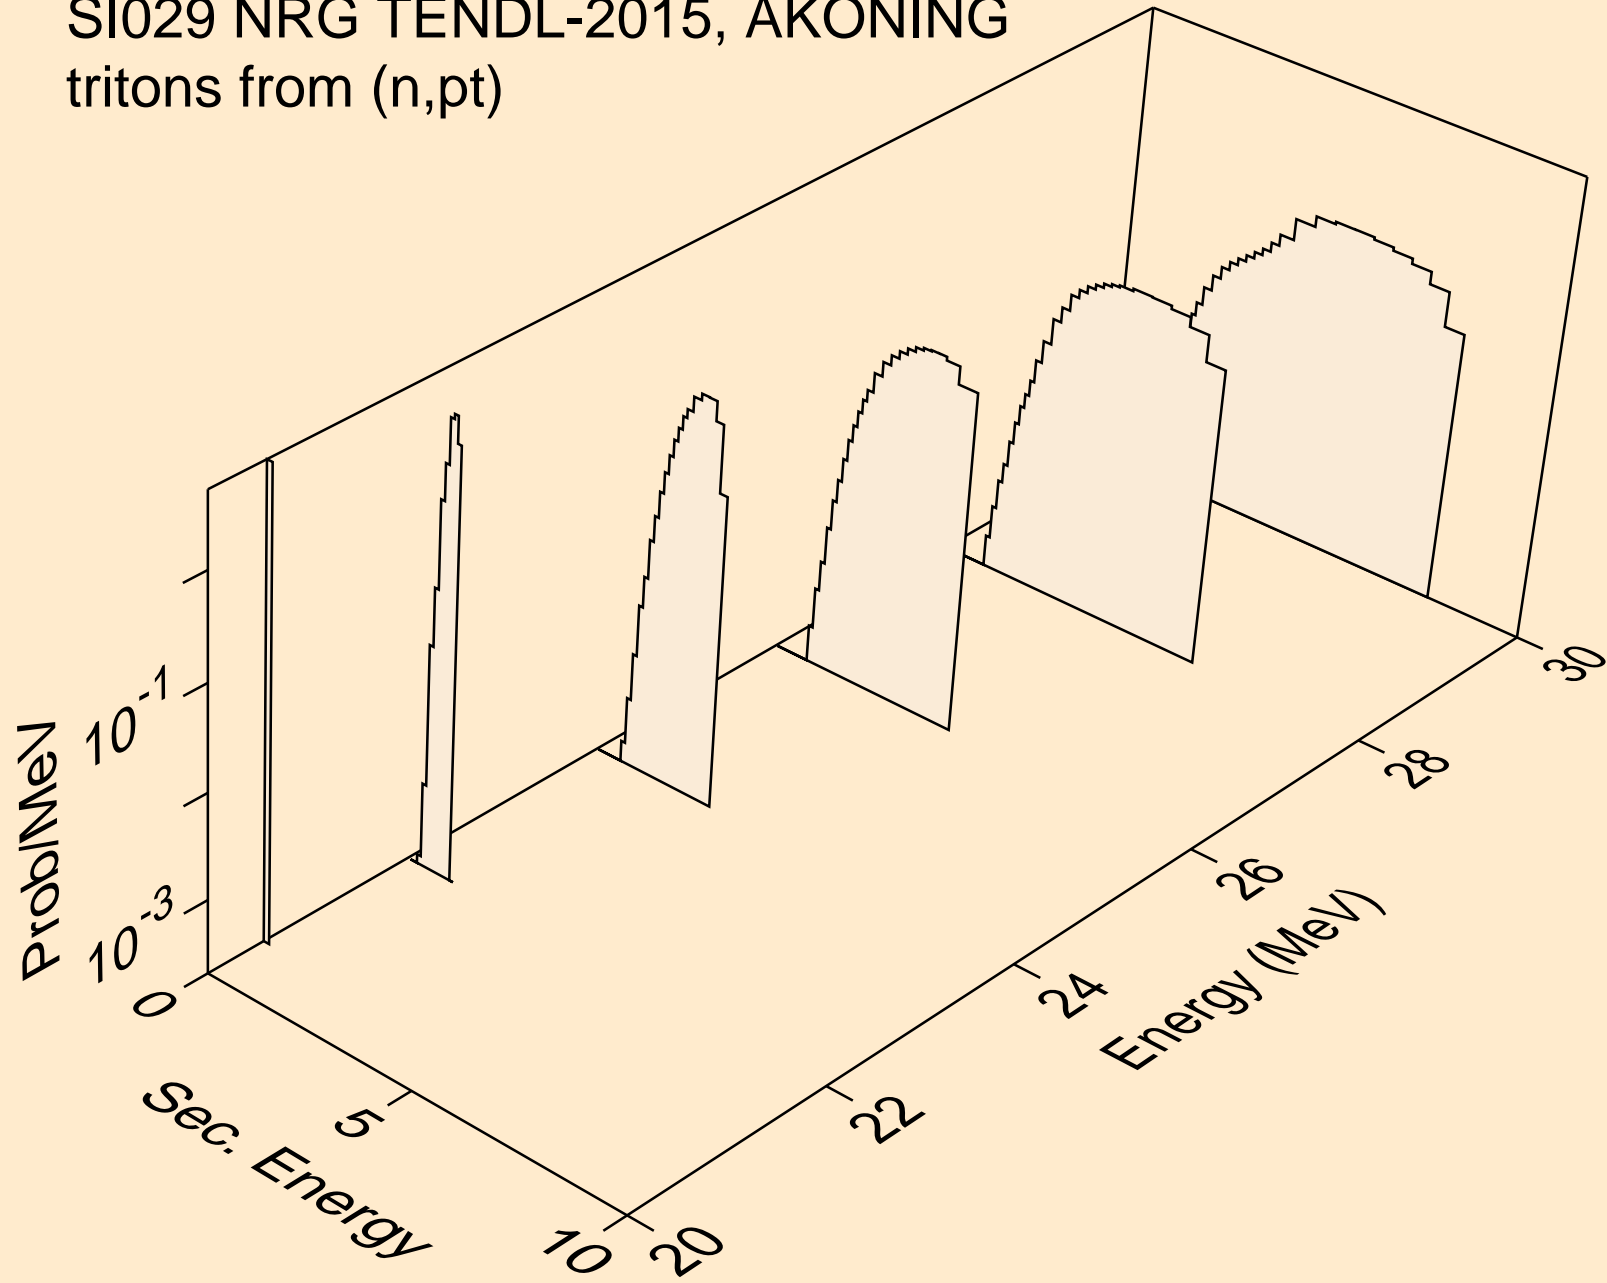 SI029 NRG TENDL-2015, AKONING
tritons from (n,pt)
Prob/MeV
10-1
10-3
0
5
10
Sec. Energy
20
22
24
26
28
30
Energy (MeV)